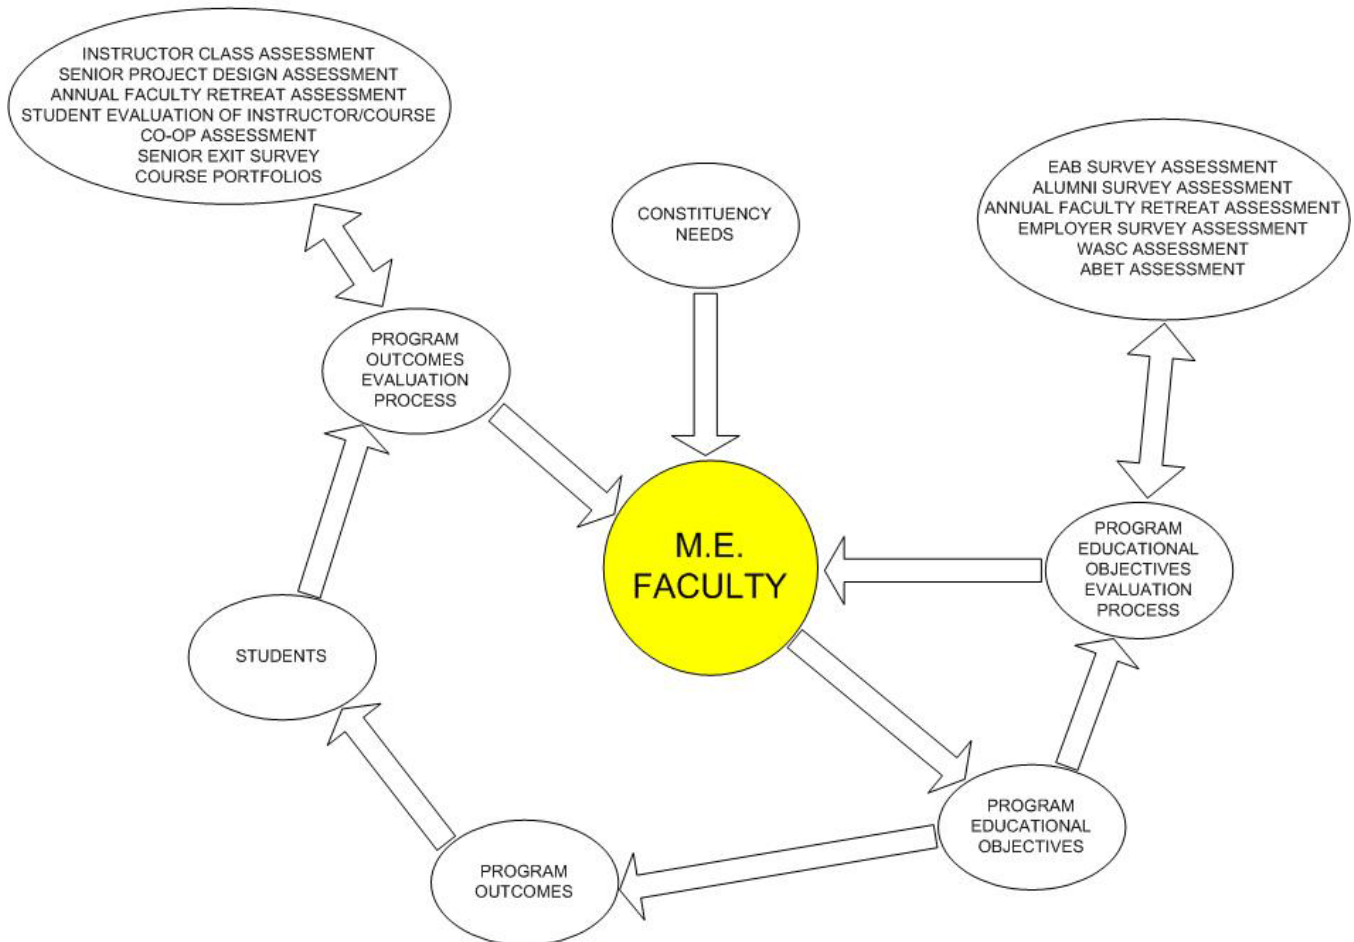 INSTRUCTOR CLASS ASSESSMENT
SENIOR PROJECT DESIGN ASSESSMENT
ANNUAL FACULTY RETREAT ASSESSMENT
STUDENT EVALUATION OF INSTRUCTOR/COURSE
CO-OP ASSESSMENT
SENIOR EXIT SURVEY
COURSE PORTFOLIOS
CONSTITUENCY
NEEDS
EAB SURVEY ASSESSMENT
ALUMNI SURVEY ASSESSMENT
ANNUAL FACULTY RETREAT ASSESSMENT
EMPLOYER SURVEY ASSESSMENT
WASC ASSESSMENT
ABET ASSESSMENT
PROGRAM
OUTCOMES
EVALUATION
PROCESS
M.E.
FACULTY
PROGRAM
EDUCATIONAL
OBJECTIVES
EVALUATION
PROCESS
STUDENTS
PROGRAM
EDUCATIONAL
OBJECTIVES
PROGRAM
OUTCOMES